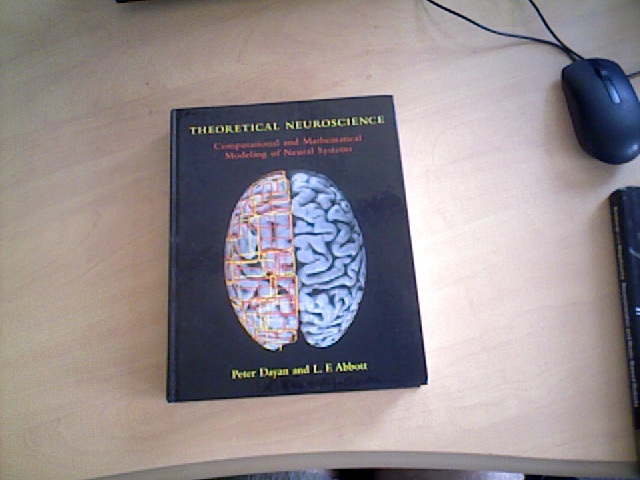 THEORETICAL NEUROSCIENCE
Computational and Mathematical
Modeling of Neural Systems
Peter Dayan and L. F. Abbott